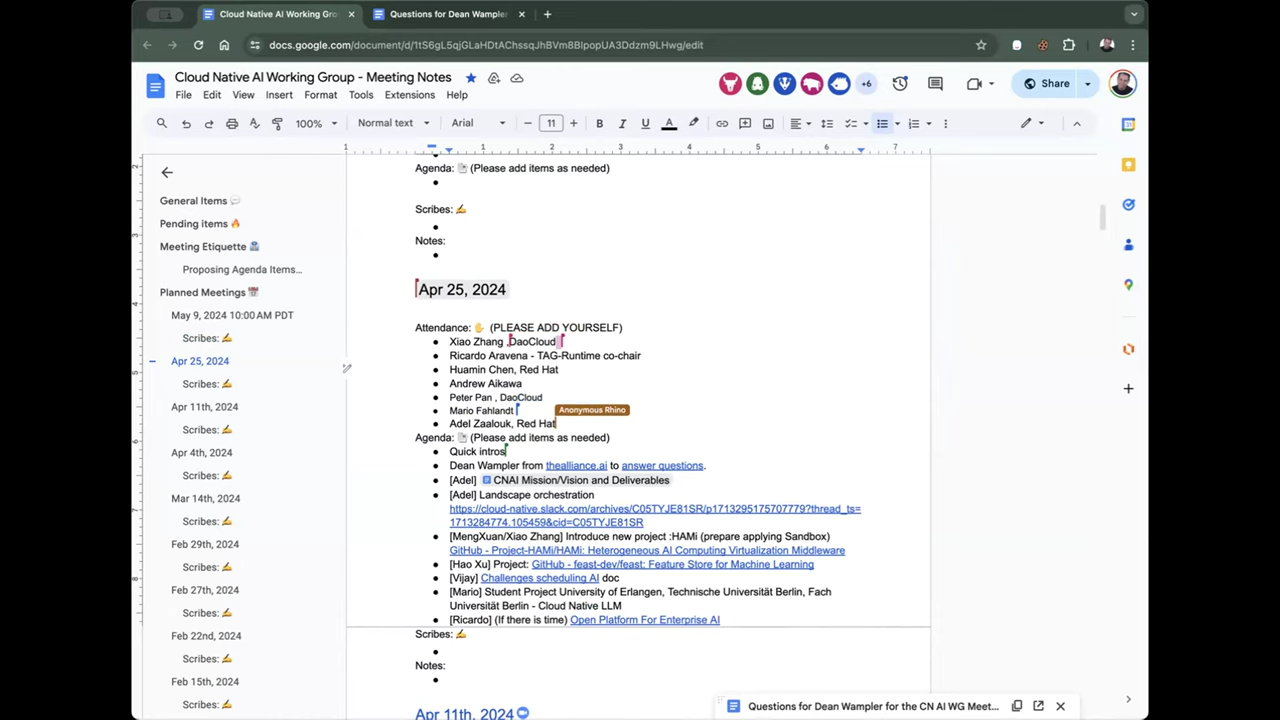 Cloud Native AI Working Gro
Questions for Dean Wampler
docs.google.com/document/d/1tS6gL5qjGLaHDtAChssqJhBVm8BlpopUA3Ddzm9LHwg/edit
Cloud Native AI Working Group - Meeting Notes
+6
Share
File Edit View Insert Format Tools Extensions Help
100% Normal text Arial 11 B I U A
1 1 2 3 4 5 6 7
Agenda: (Please add items as needed)
Scribes: ✍️
Notes:
General Items 💬
Pending items 🔥
Meeting Etiquette
Proposing Agenda Items...
Planned Meetings 📅
May 9, 2024 10:00 AM PDT
Scribes: ✍️
Apr 25, 2024
Scribes: ✍️
Apr 11th, 2024
Scribes: ✍️
Apr 4th, 2024
Scribes: ✍️
Mar 14th, 2024
Scribes: ✍️
Feb 29th, 2024
Scribes: ✍️
Feb 27th, 2024
Scribes: ✍️
Feb 22nd, 2024
Scribes: ✍️
Feb 15th, 2024
Scribes: ✍️
Apr 25, 2024
Attendance: ✋ (PLEASE ADD YOURSELF)
Xiao Zhang ,DaoCloud
Ricardo Aravena - TAG-Runtime co-chair
Huamin Chen, Red Hat
Andrew Aikawa
Peter Pan , DaoCloud
Mario Fahlandt
Anonymous Rhino
Adel Zaalouk, Red Hat
Agenda: (Please add items as needed)
Quick intros
Dean Wampler from thealliance.ai to answer questions.
[Adel] CNAI Mission/Vision and Deliverables
[Adel] Landscape orchestration
https://cloud-native.slack.com/archives/C05TYJE81SR/p1713295175707779?thread_ts=
1713284774.105459&cid=C05TYJE81SR
[MengXuan/Xiao Zhang] Introduce new project :HAMi (prepare applying Sandbox)
GitHub - Project-HAMi/HAMi: Heterogeneous AI Computing Virtualization Middleware
[Hao Xu] Project: GitHub - feast-dev/feast: Feature Store for Machine Learning
[Vijay] Challenges scheduling AI doc
[Mario] Student Project University of Erlangen, Technische Universität Berlin, Fach
Universität Berlin - Cloud Native LLM
[Ricardo] (If there is time) Open Platform For Enterprise AI
Scribes: ✍️
Notes:
Apr 11th, 2024
Questions for Dean Wampler for the CN AI WG Meet...